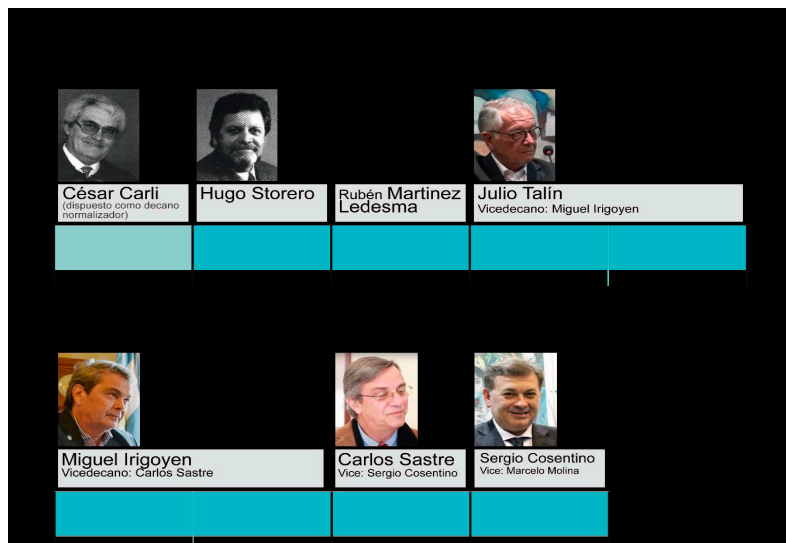 César Carli
(dispuesto como decano
normalizador)
Hugo Storero
Rubén Martinez
Ledesma
Julio Talín
Vicedecano: Miguel Irigoyen
Miguel Irigoyen
Vicedecano: Carlos Sastre
Carlos Sastre
Vice: Sergio Cosentino
Sergio Cosentino
Vice: Marcelo Molina